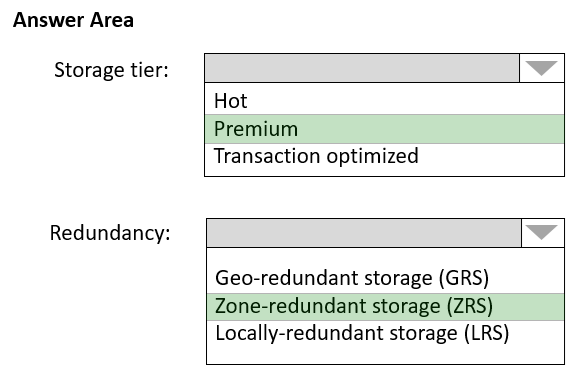 Answer Area
Storage tier:
Hot
Premium
Transaction optimized
Redundancy:
Geo-redundant storage (GRS)
Zone-redundant storage (ZRS)
Locally-redundant storage (LRS)